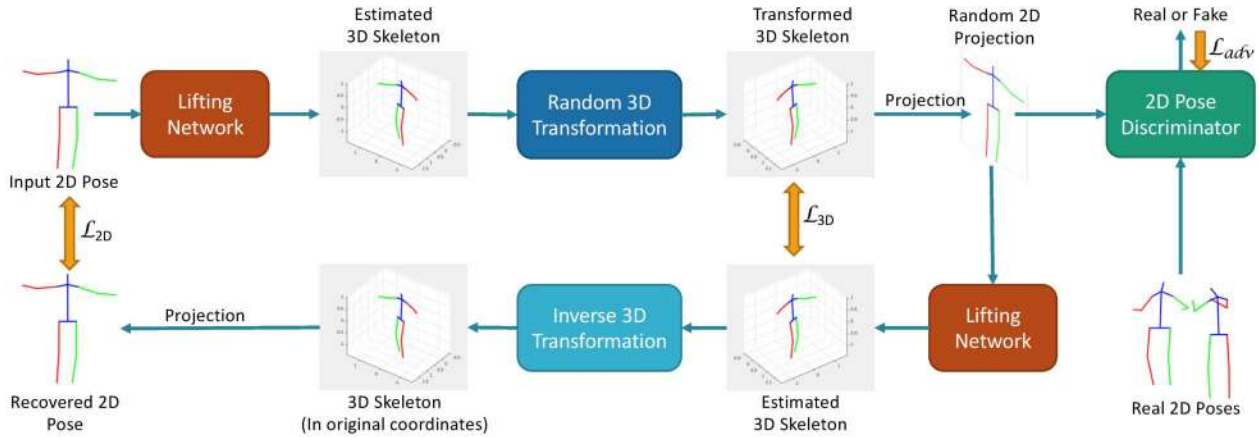 Estimated
3D Skeleton
Transformed
3D Skeleton
Random 2D
Projection
Real or Fake
ℒadv
Lifting
Network
Random 3D
Transformation
Projection
2D Pose
Discriminator
Input 2D Pose
ℒ2D
ℒ3D
Projection
Inverse 3D
Transformation
Lifting
Network
Recovered 2D
Pose
3D Skeleton
(In original coordinates)
Estimated
3D Skeleton
Real 2D Poses